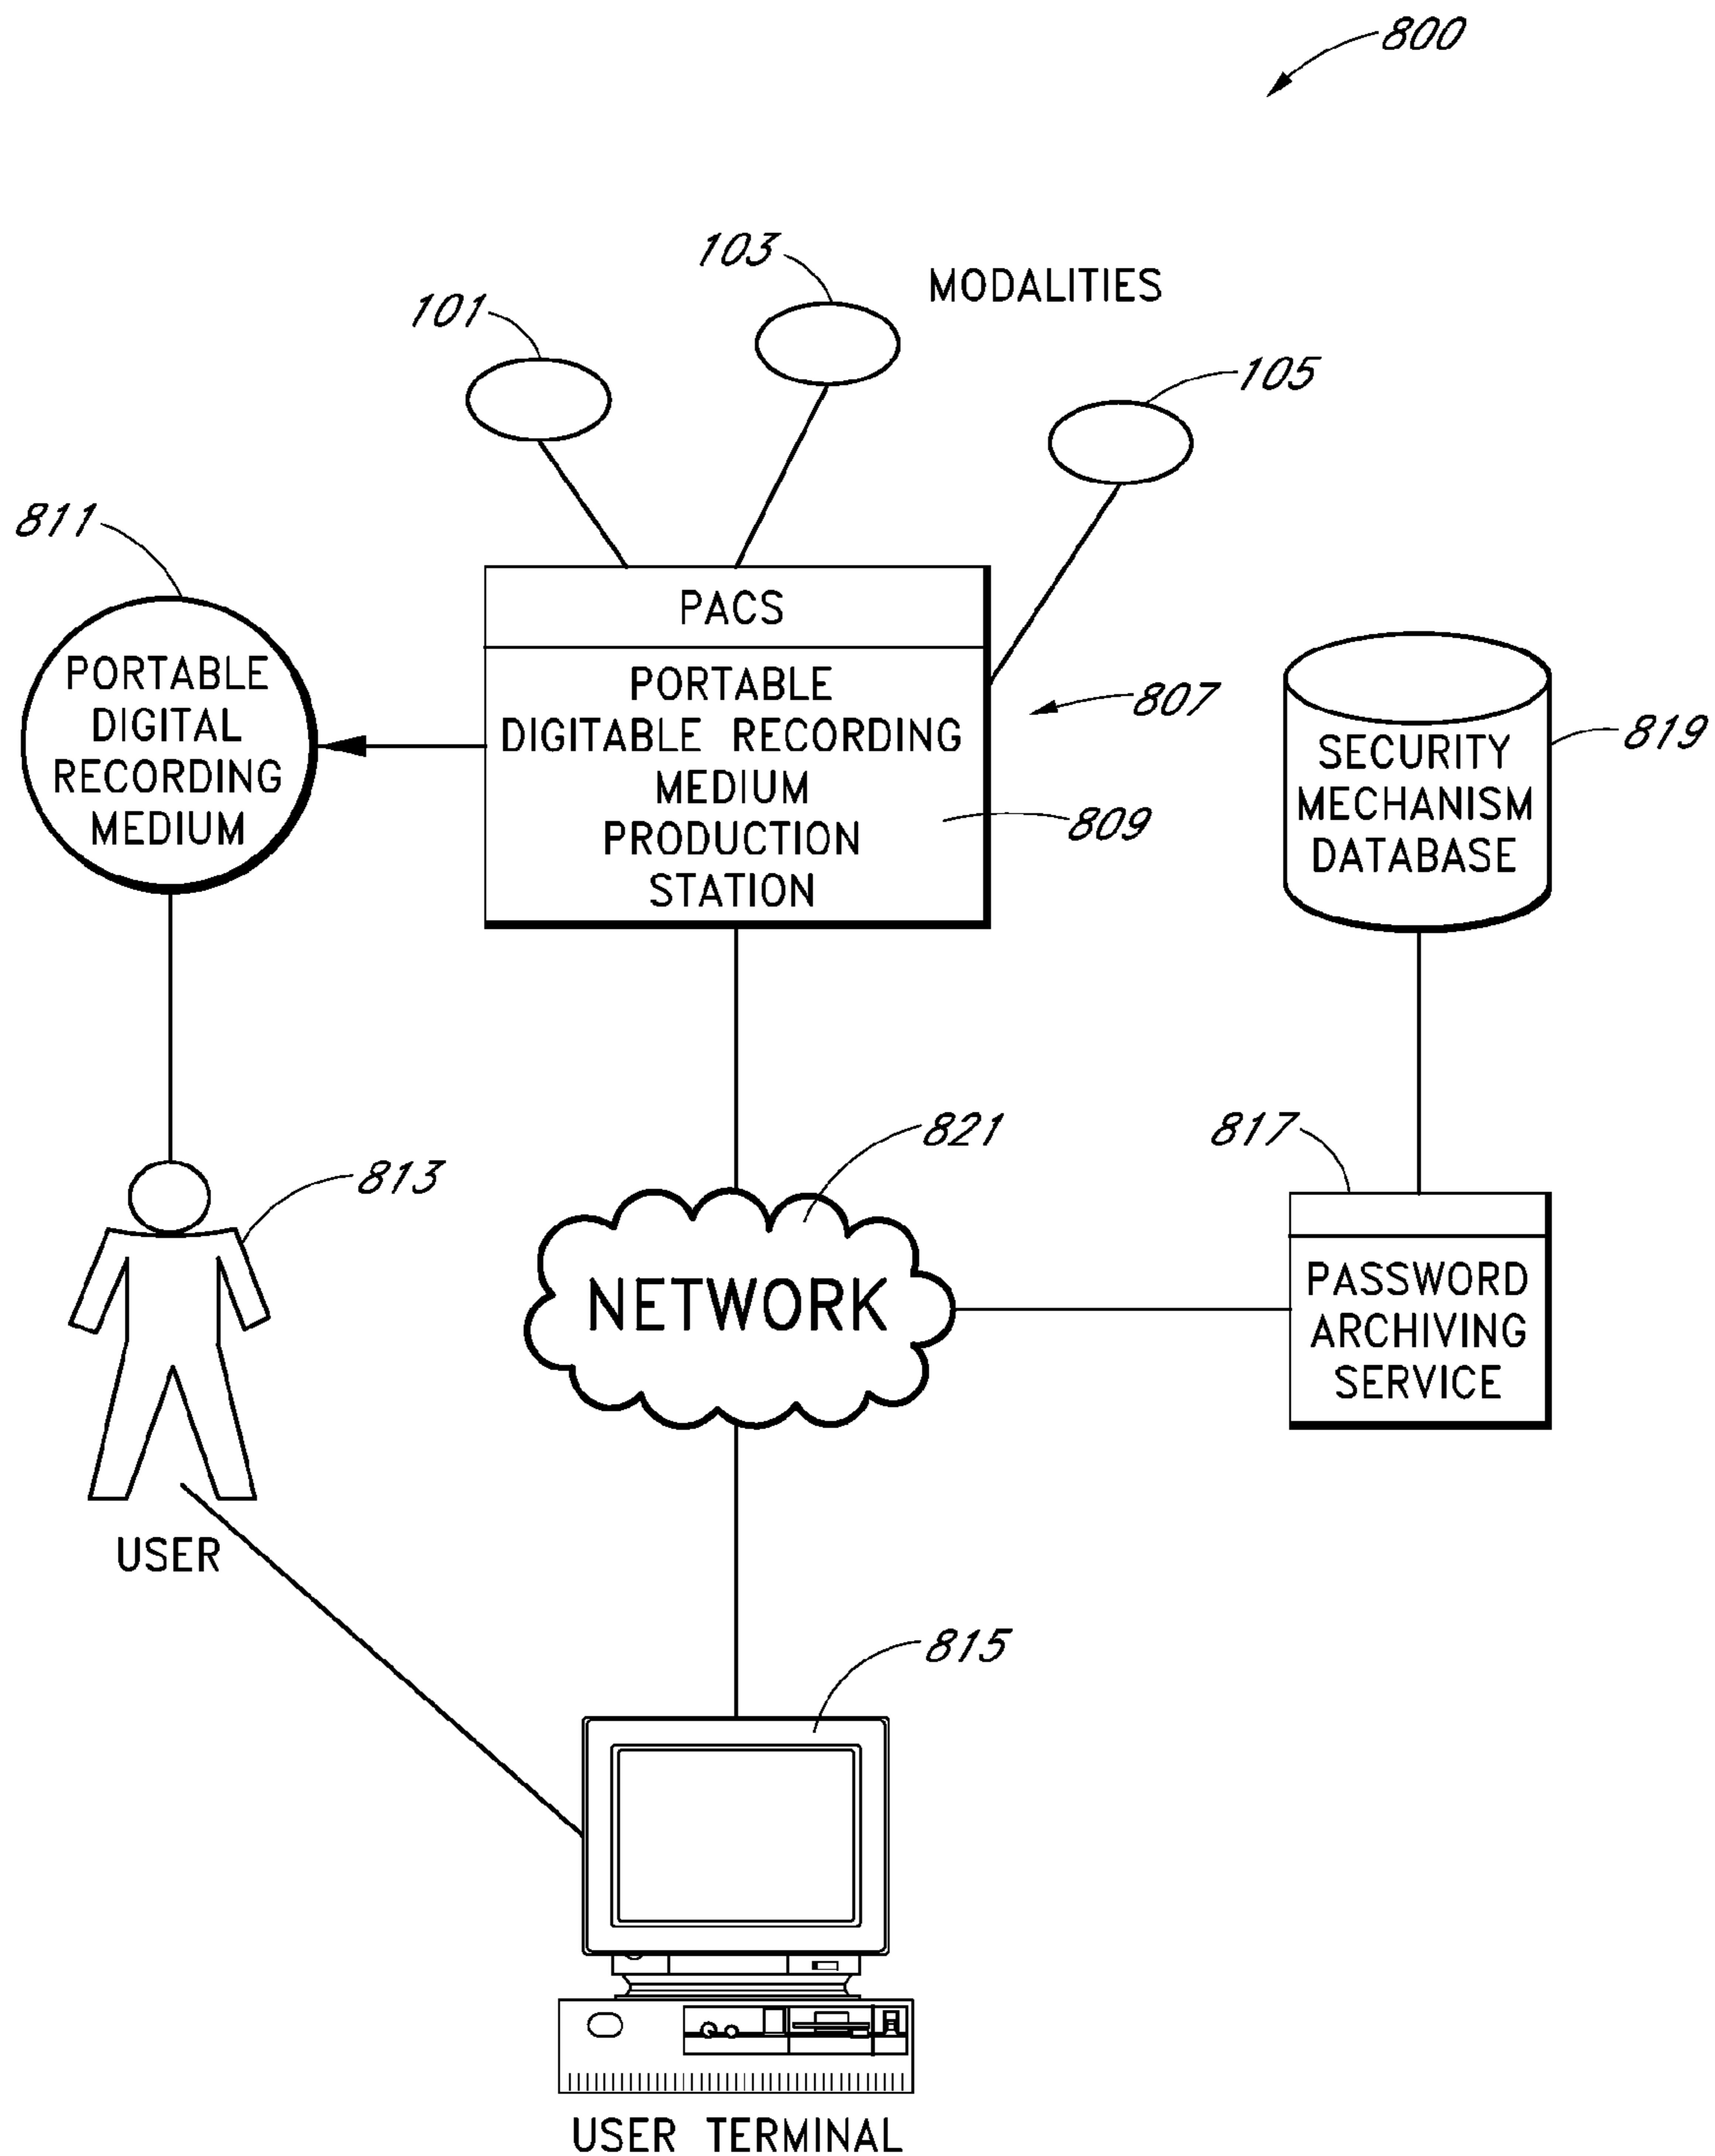 800
103
MODALITIES
101
105
811
PACS
PORTABLE
DIGITAL
RECORDING
MEDIUM
PORTABLE
DIGITABLE RECORDING
MEDIUM
PRODUCTION
STATION
807
809
819
SECURITY
MECHANISM
DATABASE
821
817
813
NETWORK
PASSWORD
ARCHIVING
SERVICE
USER
815
USER TERMINAL